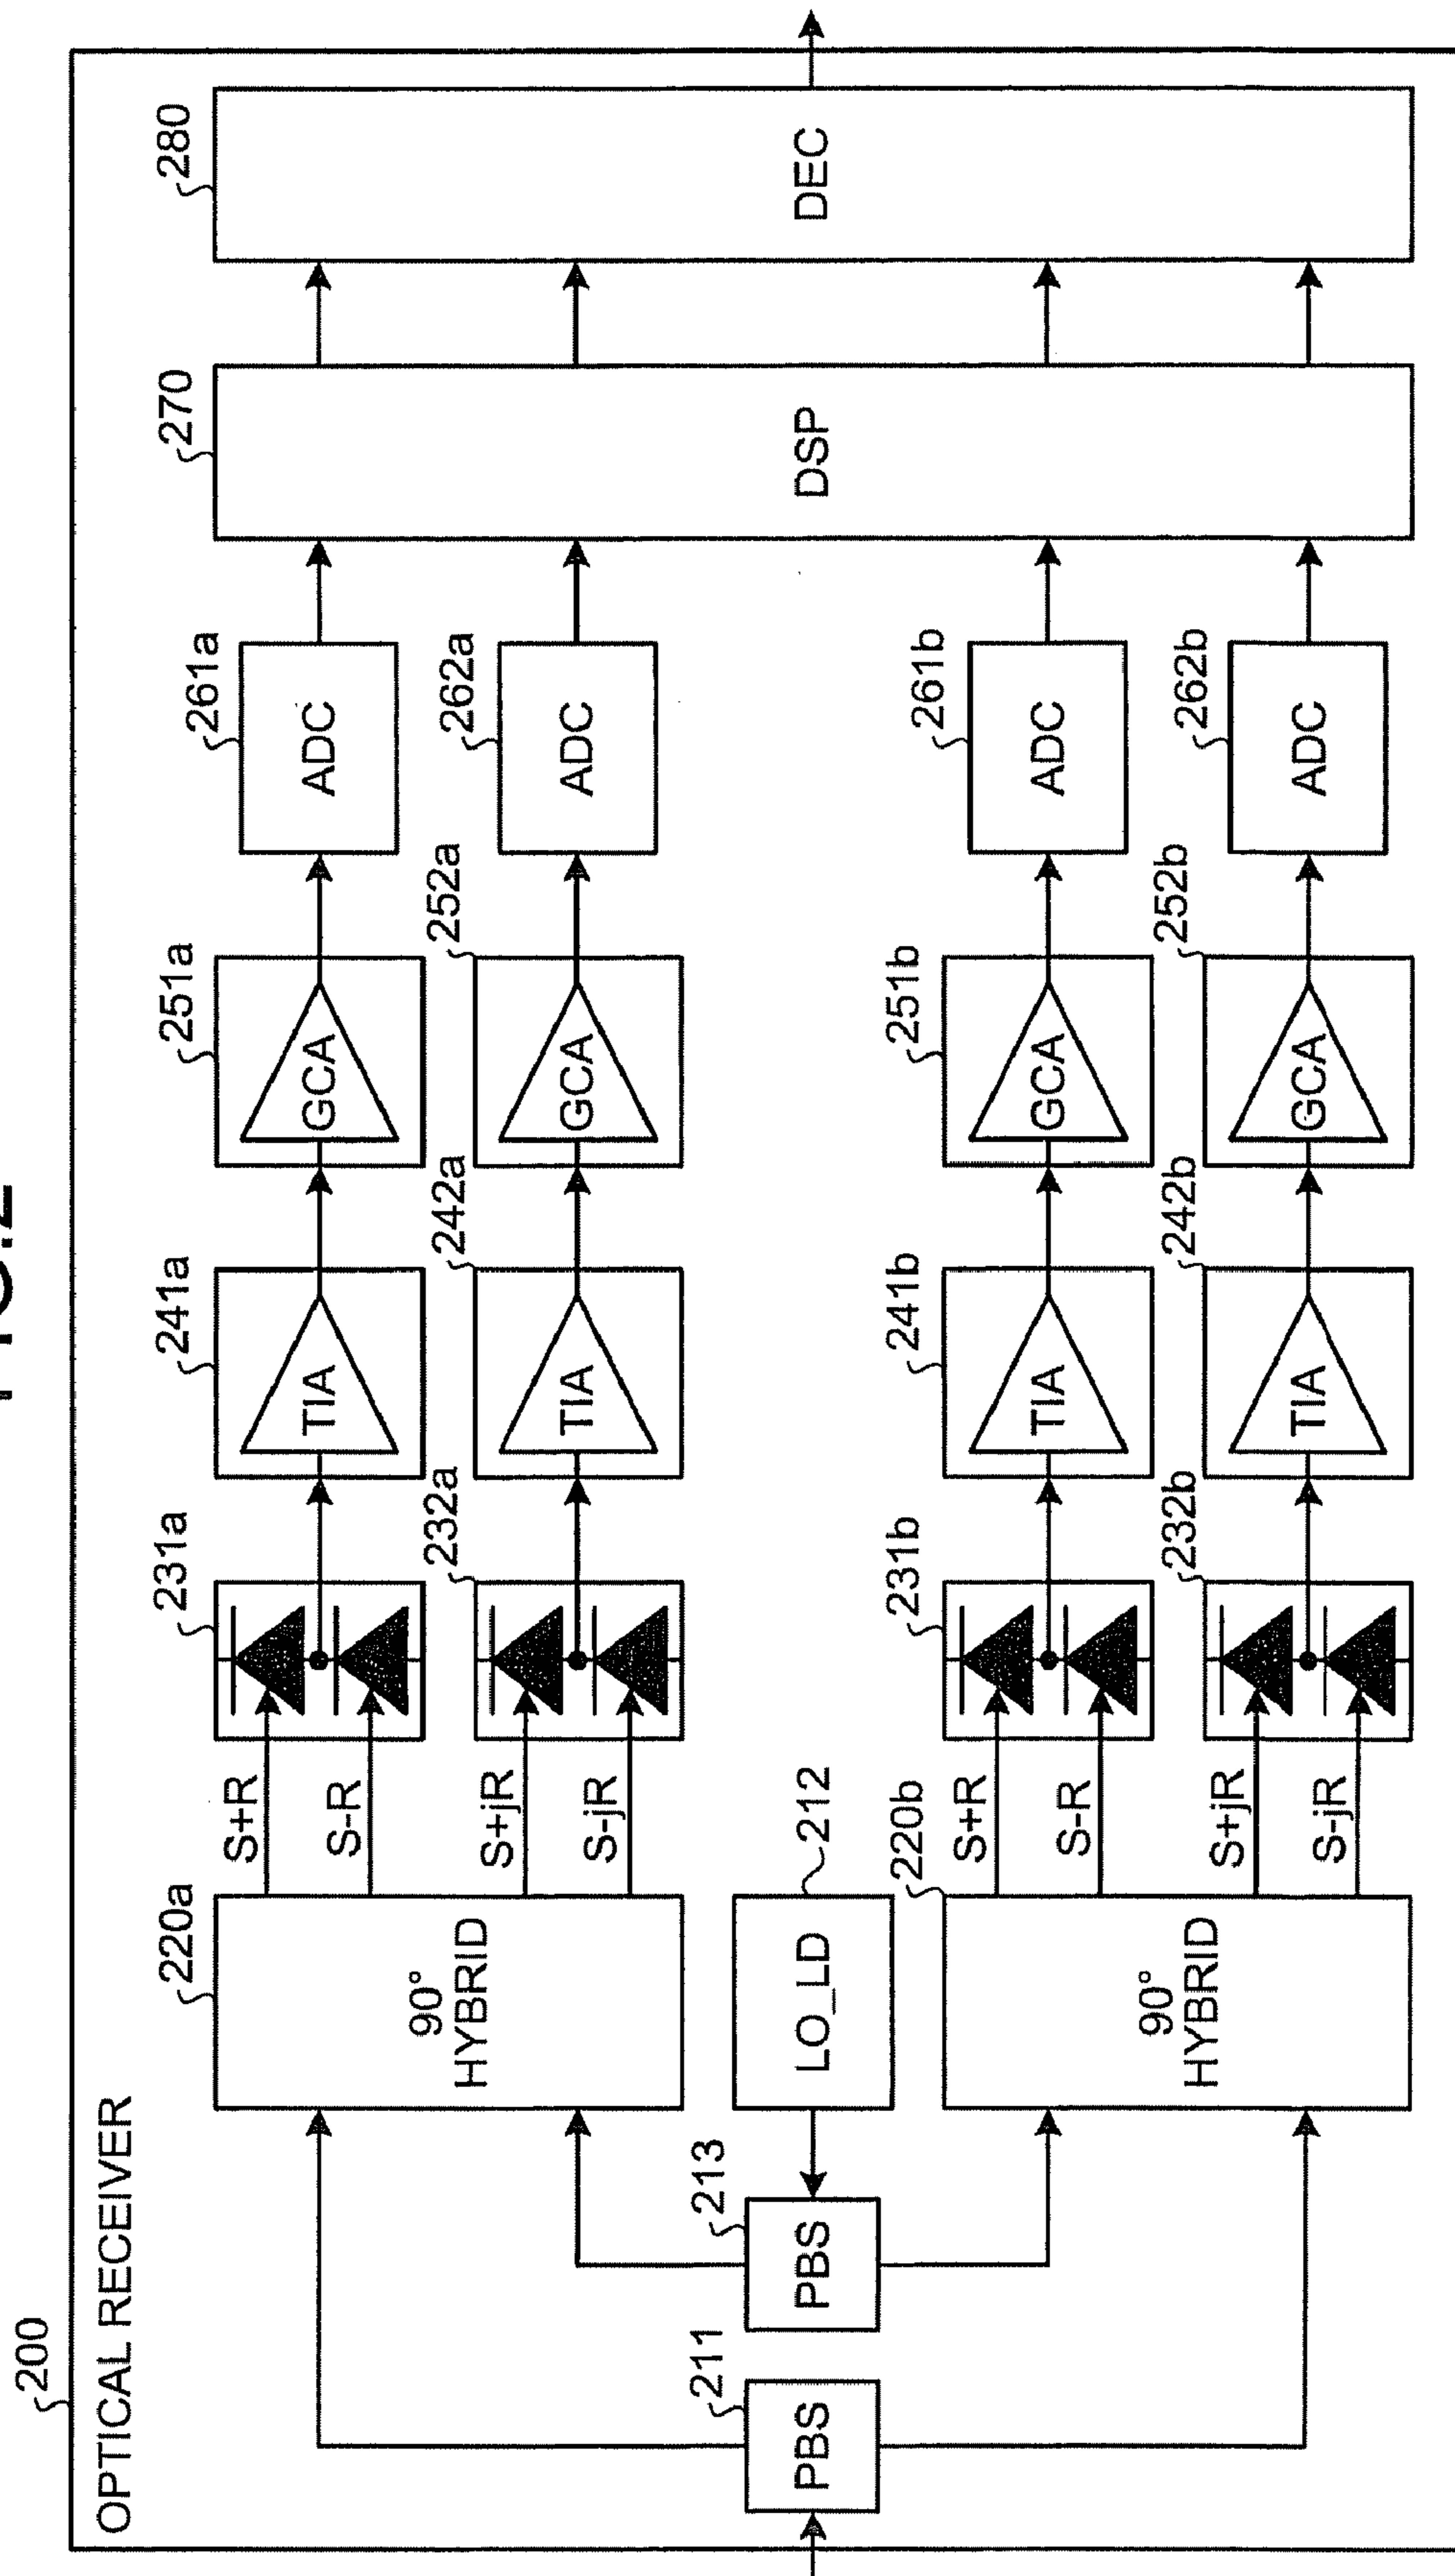 FIG.2
200
OPTICAL RECEIVER
211
PBS
213
PBS
212
LO_LD
220a
90°
HYBRID
S+R
S-R
S+jR
S-jR
231a
232a
241a
TIA
242a
TIA
251a
GCA
252a
GCA
261a
ADC
262a
ADC
220b
90°
HYBRID
S+R
S-R
S+jR
S-jR
231b
232b
241b
TIA
242b
TIA
251b
GCA
252b
GCA
261b
ADC
262b
ADC
270
DSP
280
DEC